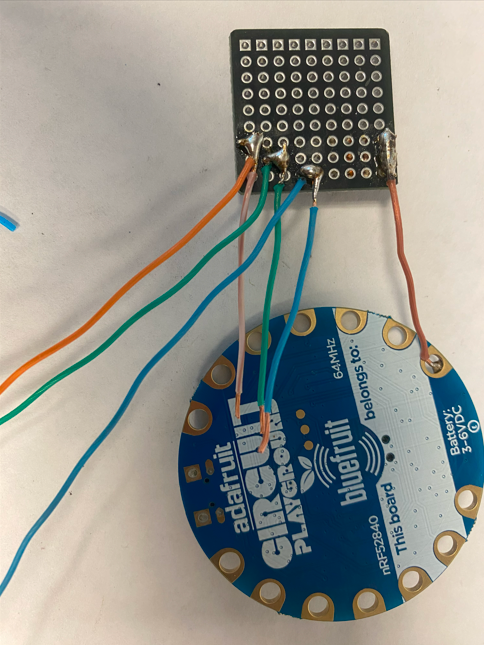 adafruit
CIRCUIT
PLAYGROUND
bluefruit
64MHz
nRF52840
This board
belongs to:
Battery:
3-6VDC